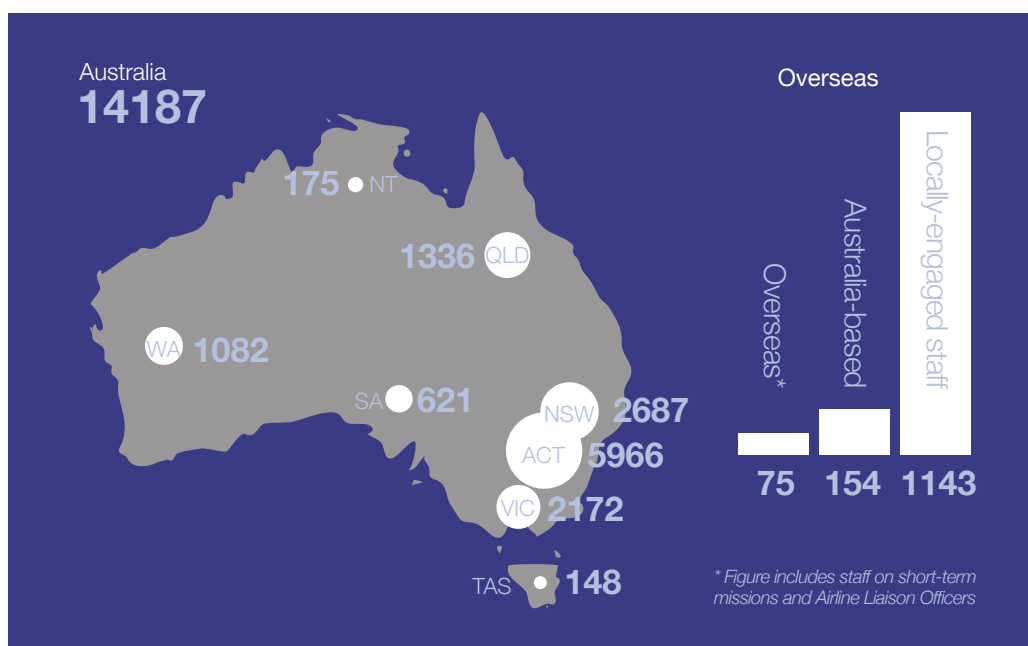 Australia
14187
175 NT
1336 QLD
WA 1082
SA 621
NSW 2687
ACT 5966
VIC 2172
TAS 148
Overseas
Overseas*
Australia-based
Locally-engaged staff
75 154 1143
* Figure includes staff on short-term
missions and Airline Liaison Officers